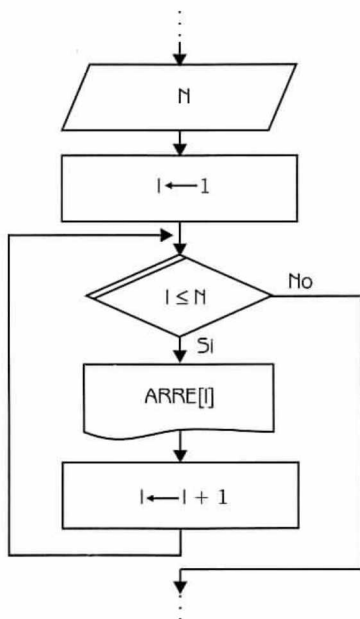 N
I ← 1
I ≤ N
No
Si
ARRE[I]
I ← I + 1